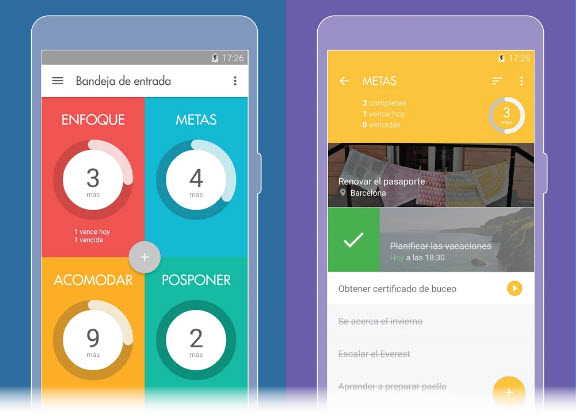 17:26
Bandeja de entrada
ENFOQUE
3
más
1 vence hoy
1 vencida
METAS
4
más
+
ACOMODAR
9
más
POSPONER
2
más
17:26
METAS
3 completas
1 vence hoy
0 vencidas
3
más
Renovar el pasaporte
Barcelona
Planificar las vacaciones
Hoy a las 18:30
Obtener certificado de buceo
Se acerca el invierno
Escalar el Everest
Aprender a preparar paella
+